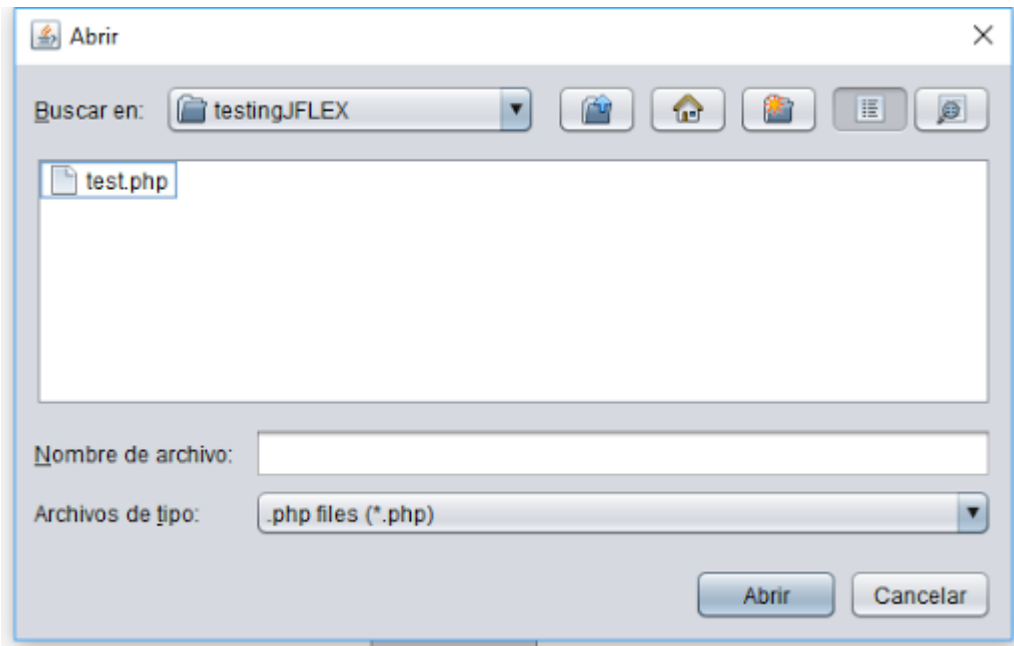 Abrir
Buscar en: testingJFLEX
test.php
Nombre de archivo:
Archivos de tipo: .php files (*.php)
Abrir Cancelar